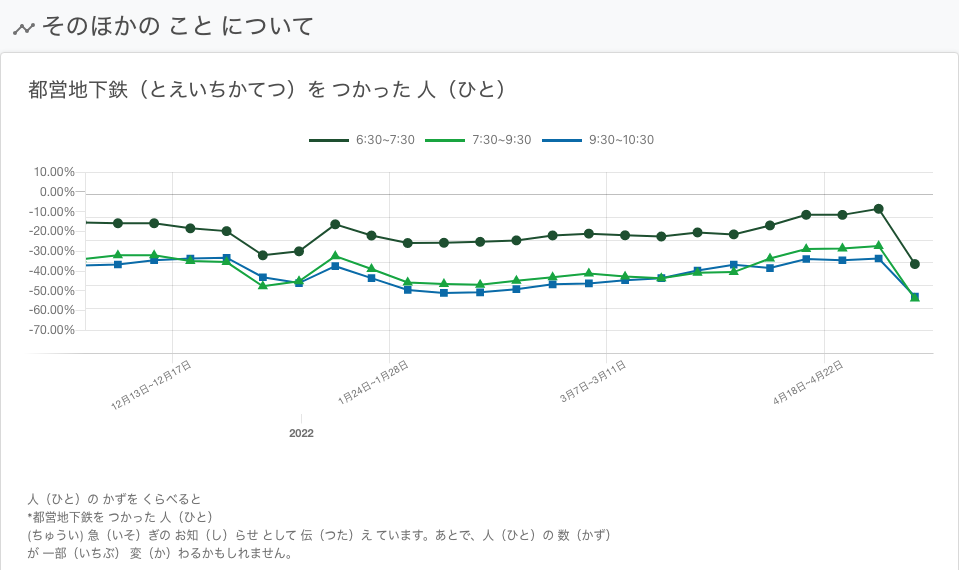 そのほかの こと について
都営地下鉄（とえいちかてつ）を つかった 人（ひと）
6:30~7:30 7:30~9:30 9:30~10:30
10.00%
0.00%
-10.00%
-20.00%
-30.00%
-40.00%
-50.00%
-60.00%
-70.00%
12月13日~12月17日
1月24日~1月28日
3月7日~3月11日
4月18日~4月22日
2022
人（ひと）の かずを くらべると
*都営地下鉄を つかった 人（ひと）
(ちゅうい) 急（いそ）ぎの お知（し）らせ として 伝（つた）え ています。あとで、人（ひと）の 数（かず）
が 一部（いちぶ） 変（か）わるかもしれません。